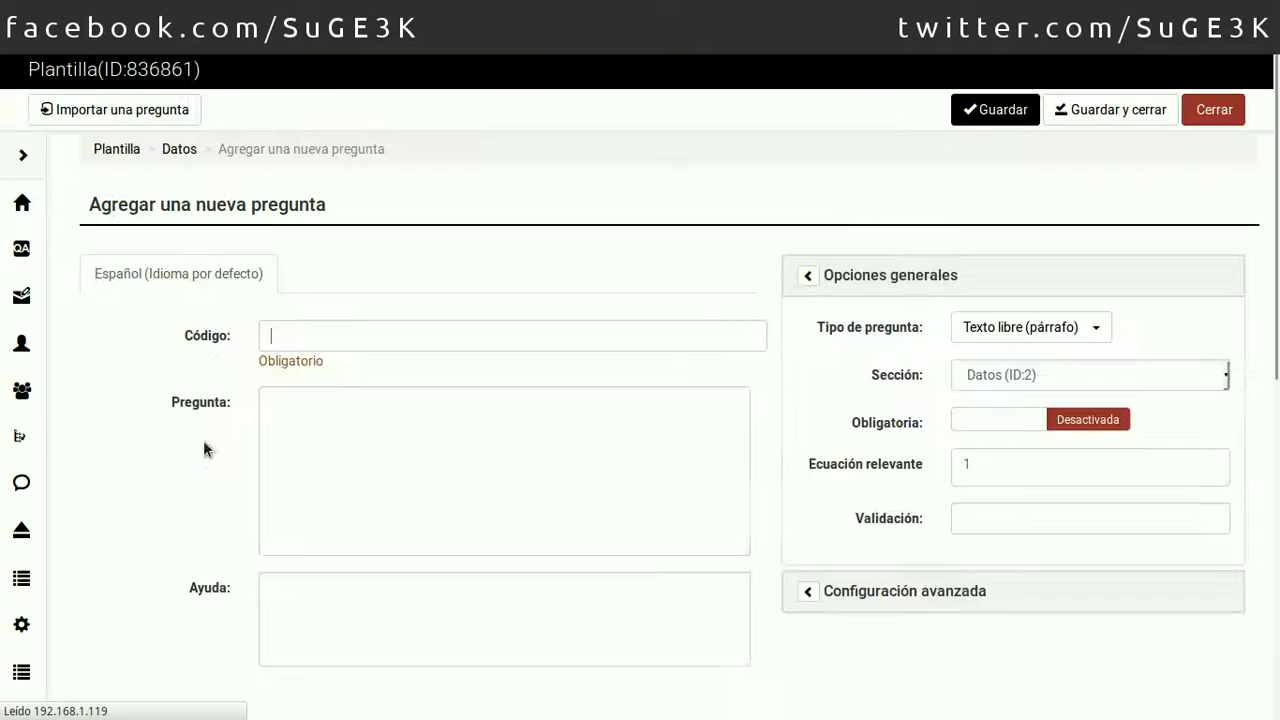 facebook.com/SuGE3K
twitter.com/SuGE3K
Plantilla(ID:836861)
Importar una pregunta
Guardar
Guardar y cerrar
Cerrar
Plantilla
Datos
Agregar una nueva pregunta
QA
Agregar una nueva pregunta
Español (Idioma por defecto)
Código:
Obligatorio
Pregunta:
Ayuda:
Opciones generales
Tipo de pregunta:
Texto libre (párrafo)
Sección:
Datos (ID:2)
Obligatoria:
Desactivada
Ecuación relevante
1
Validación:
Configuración avanzada
Leído 192.168.1.119